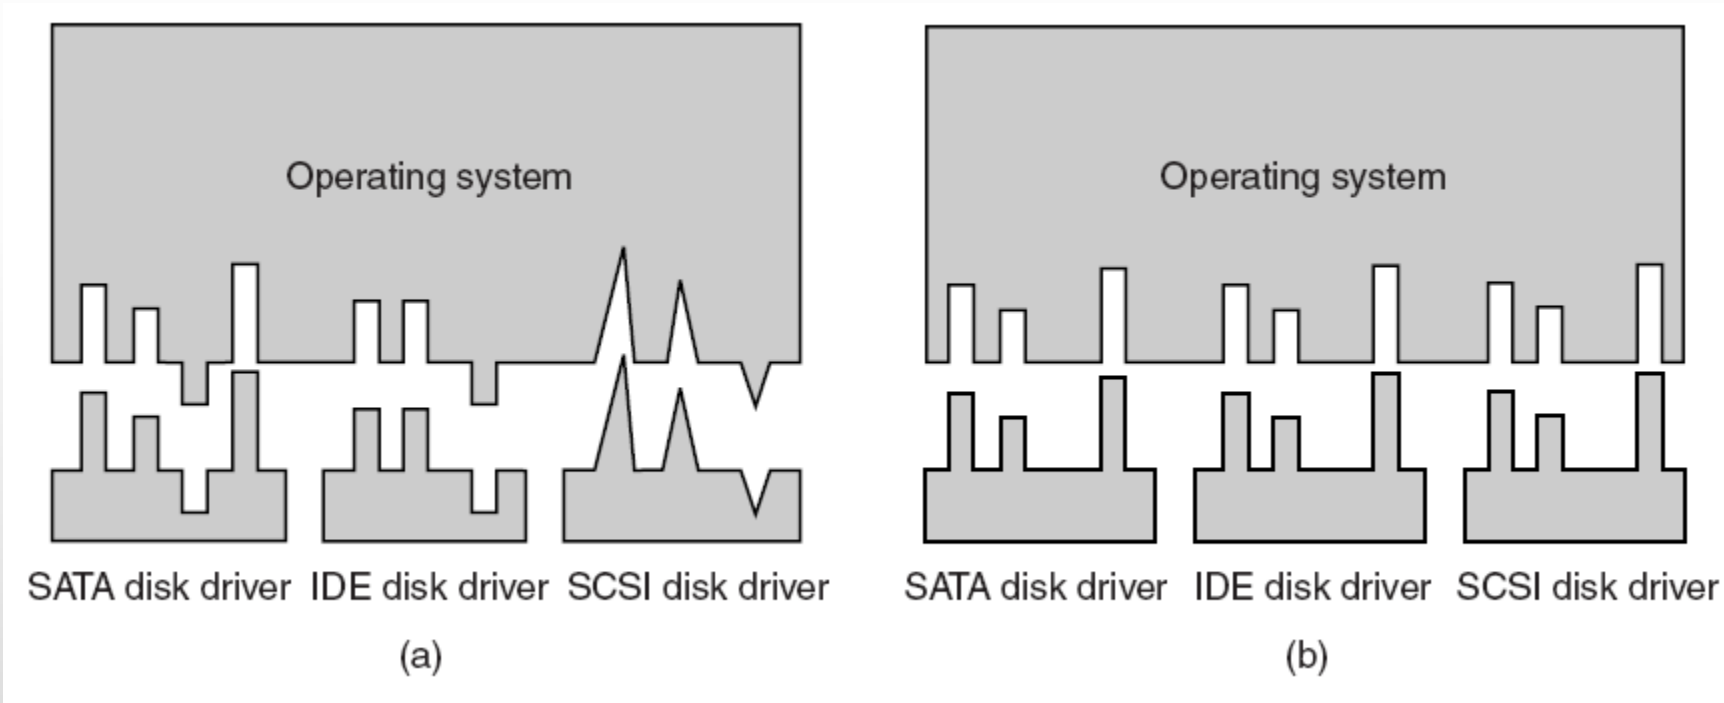 Operating system
SATA disk driver IDE disk driver SCSI disk driver
(a)
Operating system
SATA disk driver IDE disk driver SCSI disk driver
(b)